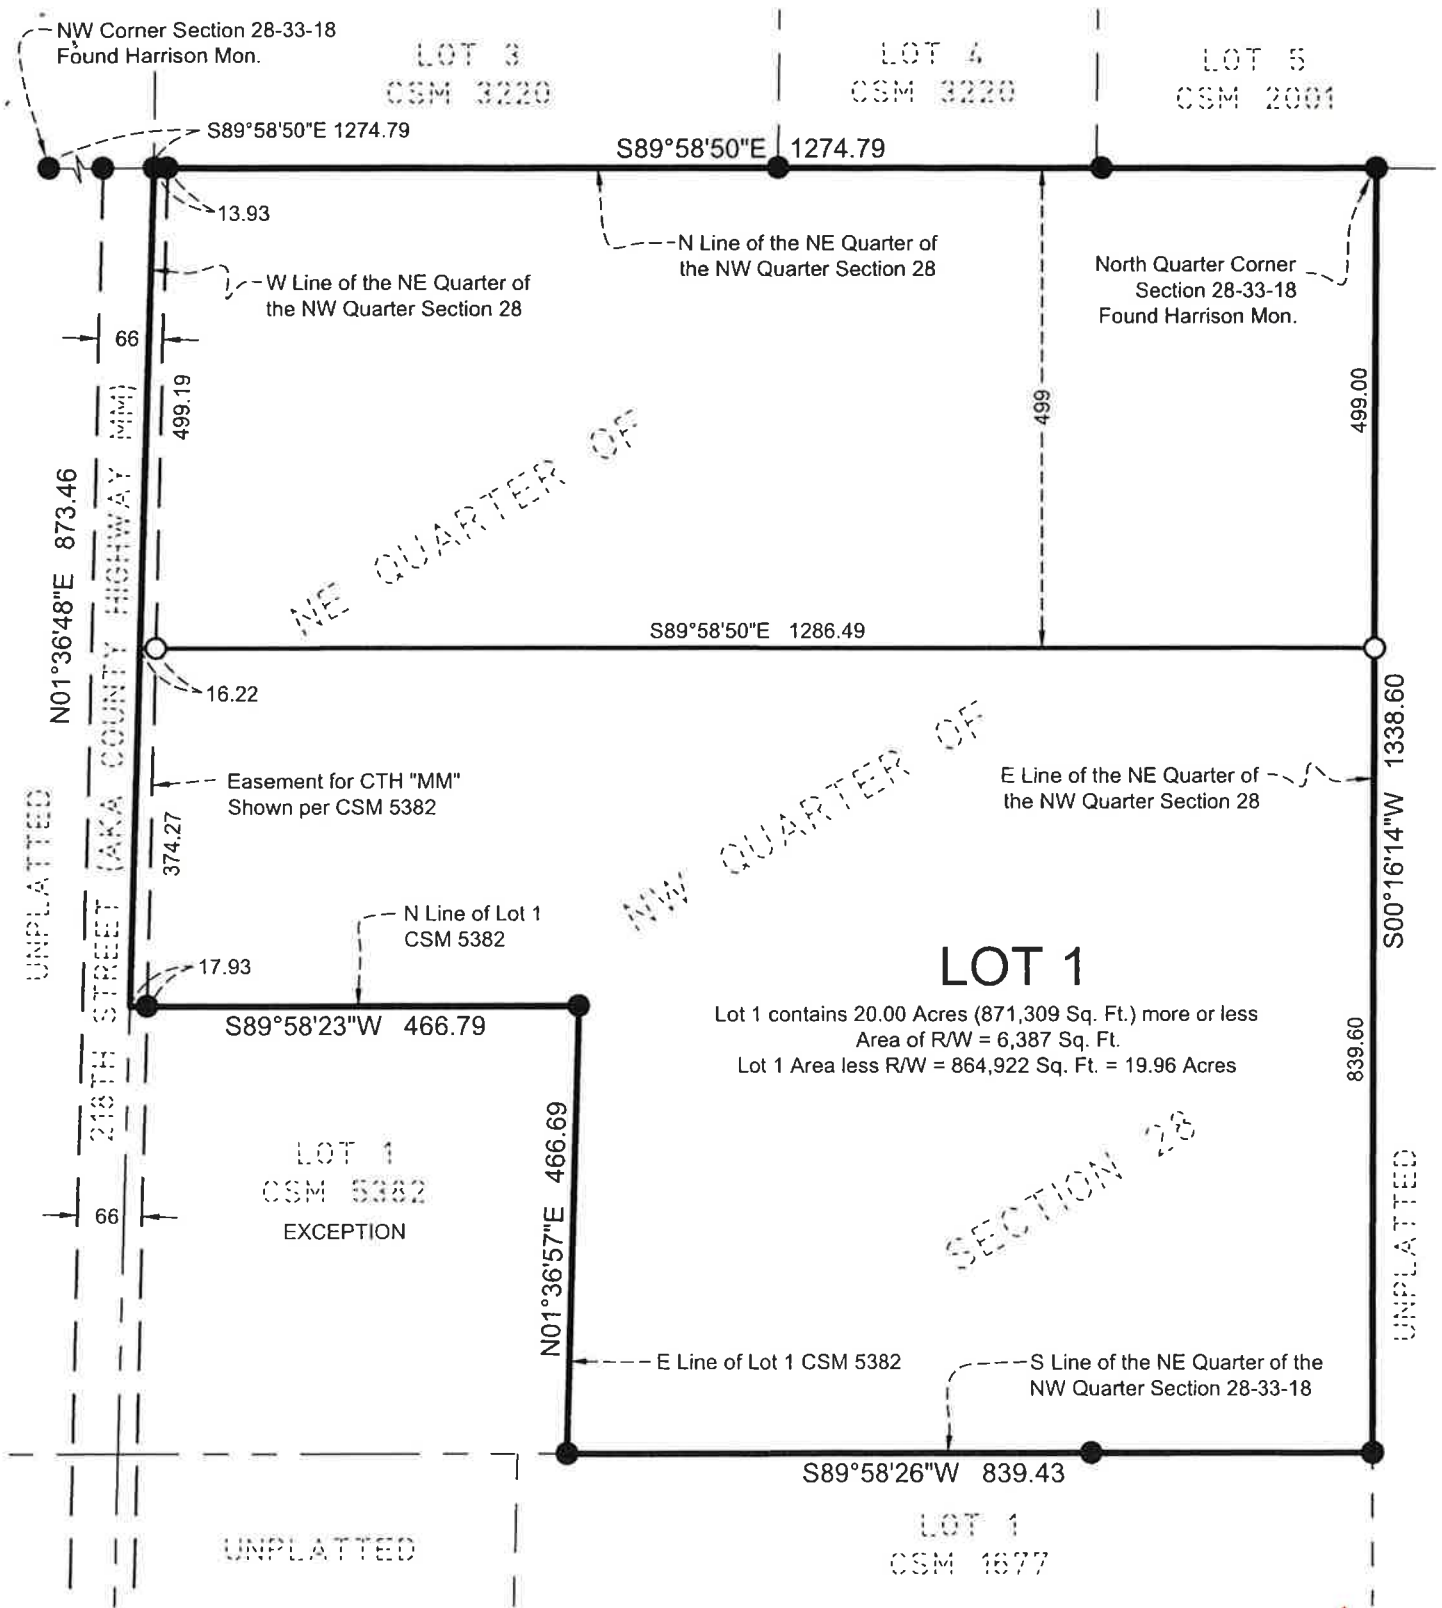 NW Corner Section 28-33-18
Found Harrison Mon.
LOT 3
CSM 3220
LOT 4
CSM 3220
LOT 5
CSM 2001
S89°58'50"E 1274.79
S89°58'50"E 1274.79
13.93
N Line of the NE Quarter of
the NW Quarter Section 28
W Line of the NE Quarter of
the NW Quarter Section 28
North Quarter Corner
Section 28-33-18
Found Harrison Mon.
66
499.19
499
499.00
NE QUARTER OF
N01°36'48"E 873.46
S89°58'50"E 1286.49
16.22
218TH STREET (AKA COUNTY HIGHWAY MM)
Easement for CTH "MM"
Shown per CSM 5382
374.27
NW QUARTER OF
E Line of the NE Quarter of
the NW Quarter Section 28
S00°16'14"W 1338.60
UNPLATTED
N Line of Lot 1
CSM 5382
17.93
S89°58'23"W 466.79
LOT 1
Lot 1 contains 20.00 Acres (871,309 Sq. Ft.) more or less
Area of R/W = 6,387 Sq. Ft.
Lot 1 Area less R/W = 864,922 Sq. Ft. = 19.96 Acres
839.60
SECTION 28
LOT 1
CSM 5382
EXCEPTION
66
N01°36'57"E 466.69
UNPLATTED
E Line of Lot 1 CSM 5382
S Line of the NE Quarter of the
NW Quarter Section 28-33-18
S89°58'26"W 839.43
UNPLATTED
LOT 1
CSM 1677